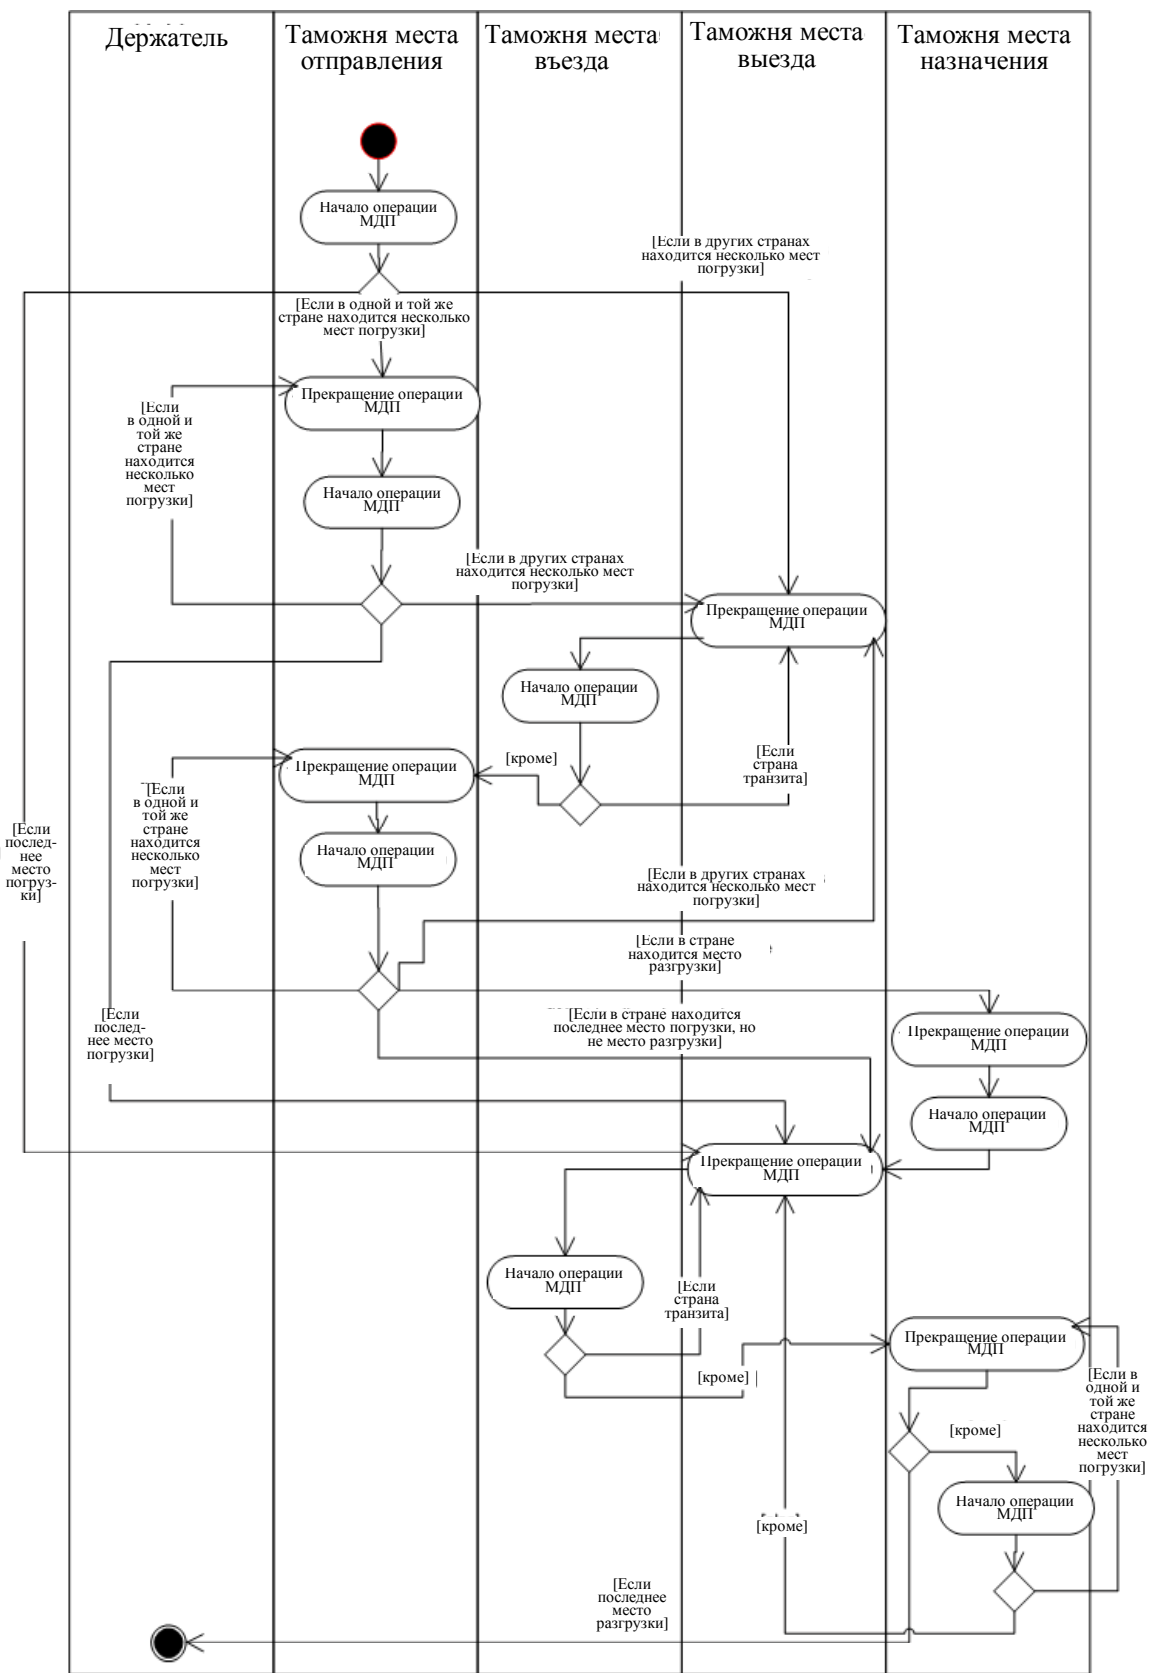 Держатель
Таможня места
отправления
Таможня места
въезда
Таможня места
выезда
Таможня места
назначения
Начало операции
МДП
[Если в других странах
находится несколько мест
погрузки]
[Если в одной и той же
стране находится несколько
мест погрузки]
Прекращение операции
МДП
[Если
в одной и
той же
стране
находится
несколько
мест
погрузки]
Начало операции
МДП
[Если в других странах
находится несколько мест
погрузки]
Прекращение операции
МДП
Начало операции
МДП
[Если
страна
транзита]
[кроме]
Прекращение операции
МДП
[Если
в одной и
той же
стране
находится
несколько
мест
погрузки]
[Если
послед-
нее
место
погруз-
ки]
Начало операции
МДП
[Если в других странах
находится несколько мест
погрузки]
[Если в стране
находится место
разгрузки]
[Если
послед-
нее место
погрузки]
[Если в стране находится
последнее место погрузки, но
не место разгрузки]
Прекращение операции
МДП
Начало операции
МДП
Прекращение операции
МДП
Начало операции
МДП
[Если
страна
транзита]
Прекращение операции
МДП
[кроме]
[Если в
одной и
той же
стране
находится
несколько
мест
погрузки]
[кроме]
Начало операции
МДП
[кроме]
[Если
последнее
место
разгрузки]